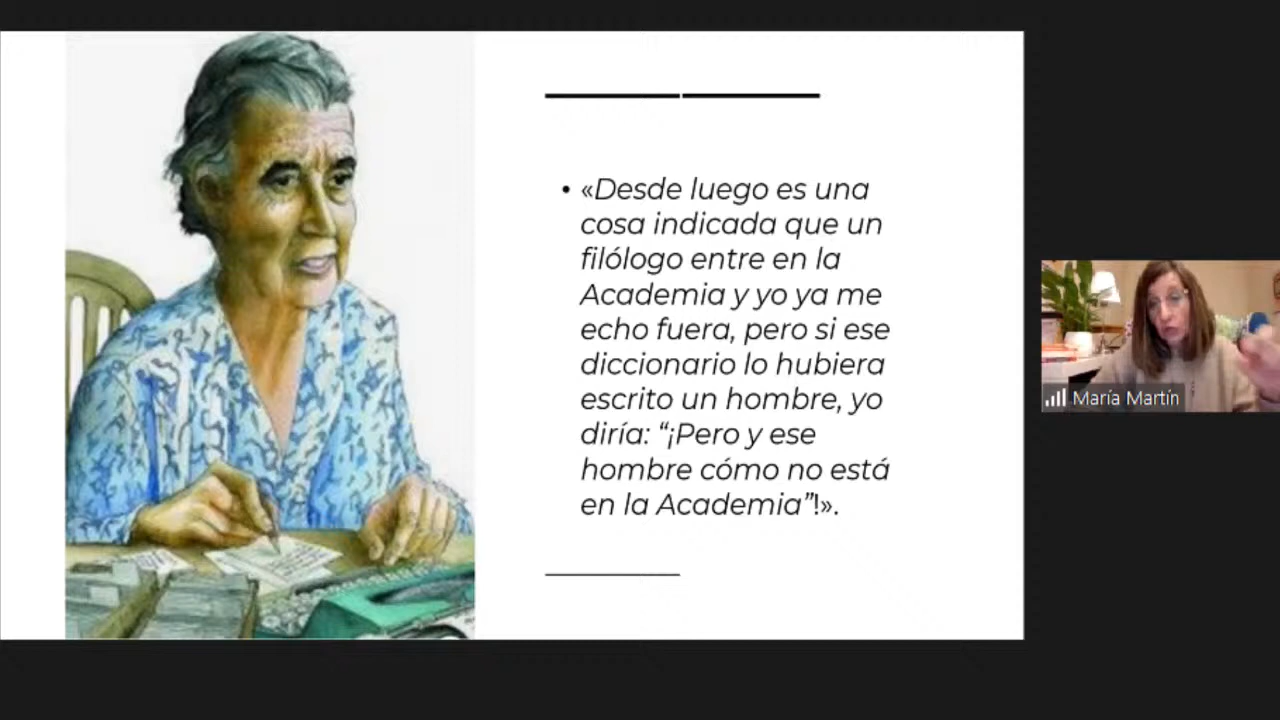 • «Desde luego es una
cosa indicada que un
filólogo entre en la
Academia y yo ya me
echo fuera, pero si ese
diccionario lo hubiera
escrito un hombre, yo
diría: “¡Pero y ese
hombre cómo no está
en la Academia”!».
María Martín